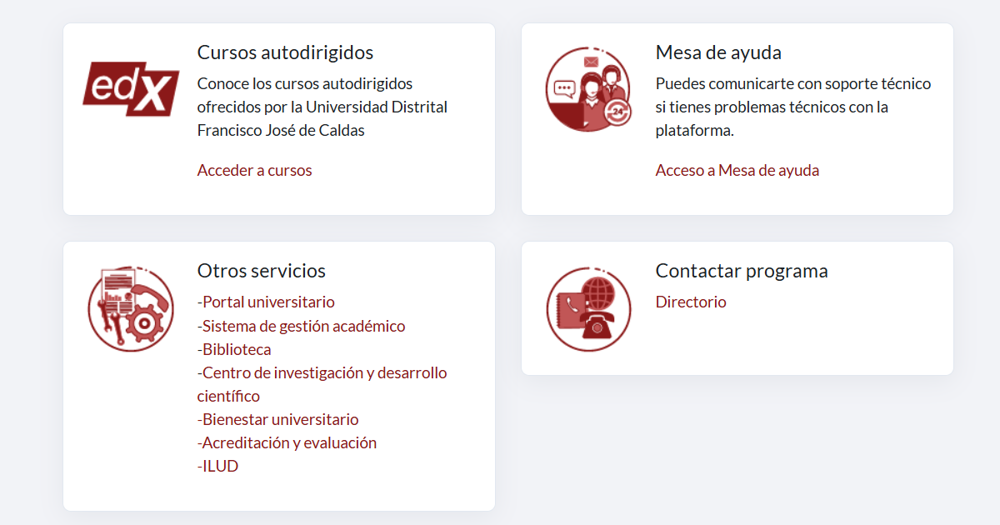 edX
Cursos autodirigidos
Conoce los cursos autodirigidos
ofrecidos por la Universidad Distrital
Francisco José de Caldas
Acceder a cursos
24
Mesa de ayuda
Puedes comunicarte con soporte técnico
si tienes problemas técnicos con la
plataforma.
Acceso a Mesa de ayuda
Otros servicios
-Portal universitario
-Sistema de gestión académico
-Biblioteca
-Centro de investigación y desarrollo
científico
-Bienestar universitario
-Acreditación y evaluación
-ILUD
Contactar programa
Directorio